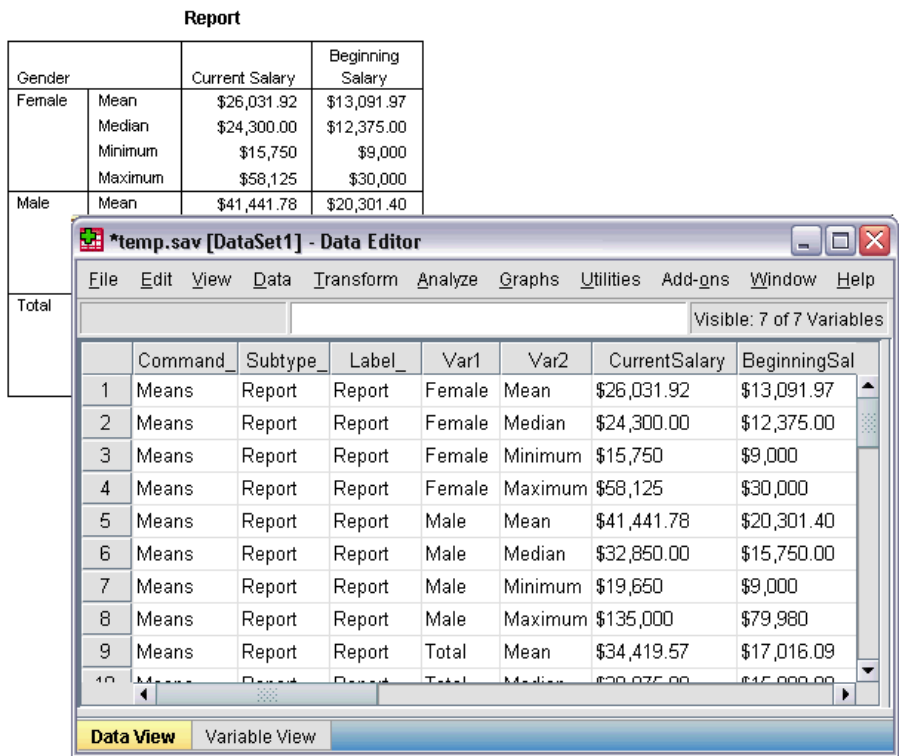 Report
Gender Current Salary Beginning Salary
Female Mean $26,031.92 $13,091.97
Median $24,300.00 $12,375.00
Minimum $15,750 $9,000
Maximum $58,125 $30,000
Male Mean $41,441.78 $20,301.40
Total
*temp.sav [DataSet1] - Data Editor
File Edit View Data Transform Analyze Graphs Utilities Add-ons Window Help
Visible: 7 of 7 Variables
Command_ Subtype_ Label_ Var1 Var2 CurrentSalary BeginningSal
1 Means Report Report Female Mean $26,031.92 $13,091.97
2 Means Report Report Female Median $24,300.00 $12,375.00
3 Means Report Report Female Minimum $15,750 $9,000
4 Means Report Report Female Maximum $58,125 $30,000
5 Means Report Report Male Mean $41,441.78 $20,301.40
6 Means Report Report Male Median $32,850.00 $15,750.00
7 Means Report Report Male Minimum $19,650 $9,000
8 Means Report Report Male Maximum $135,000 $79,980
9 Means Report Report Total Mean $34,419.57 $17,016.09
10 Means Report Report Total Median
Data View Variable View